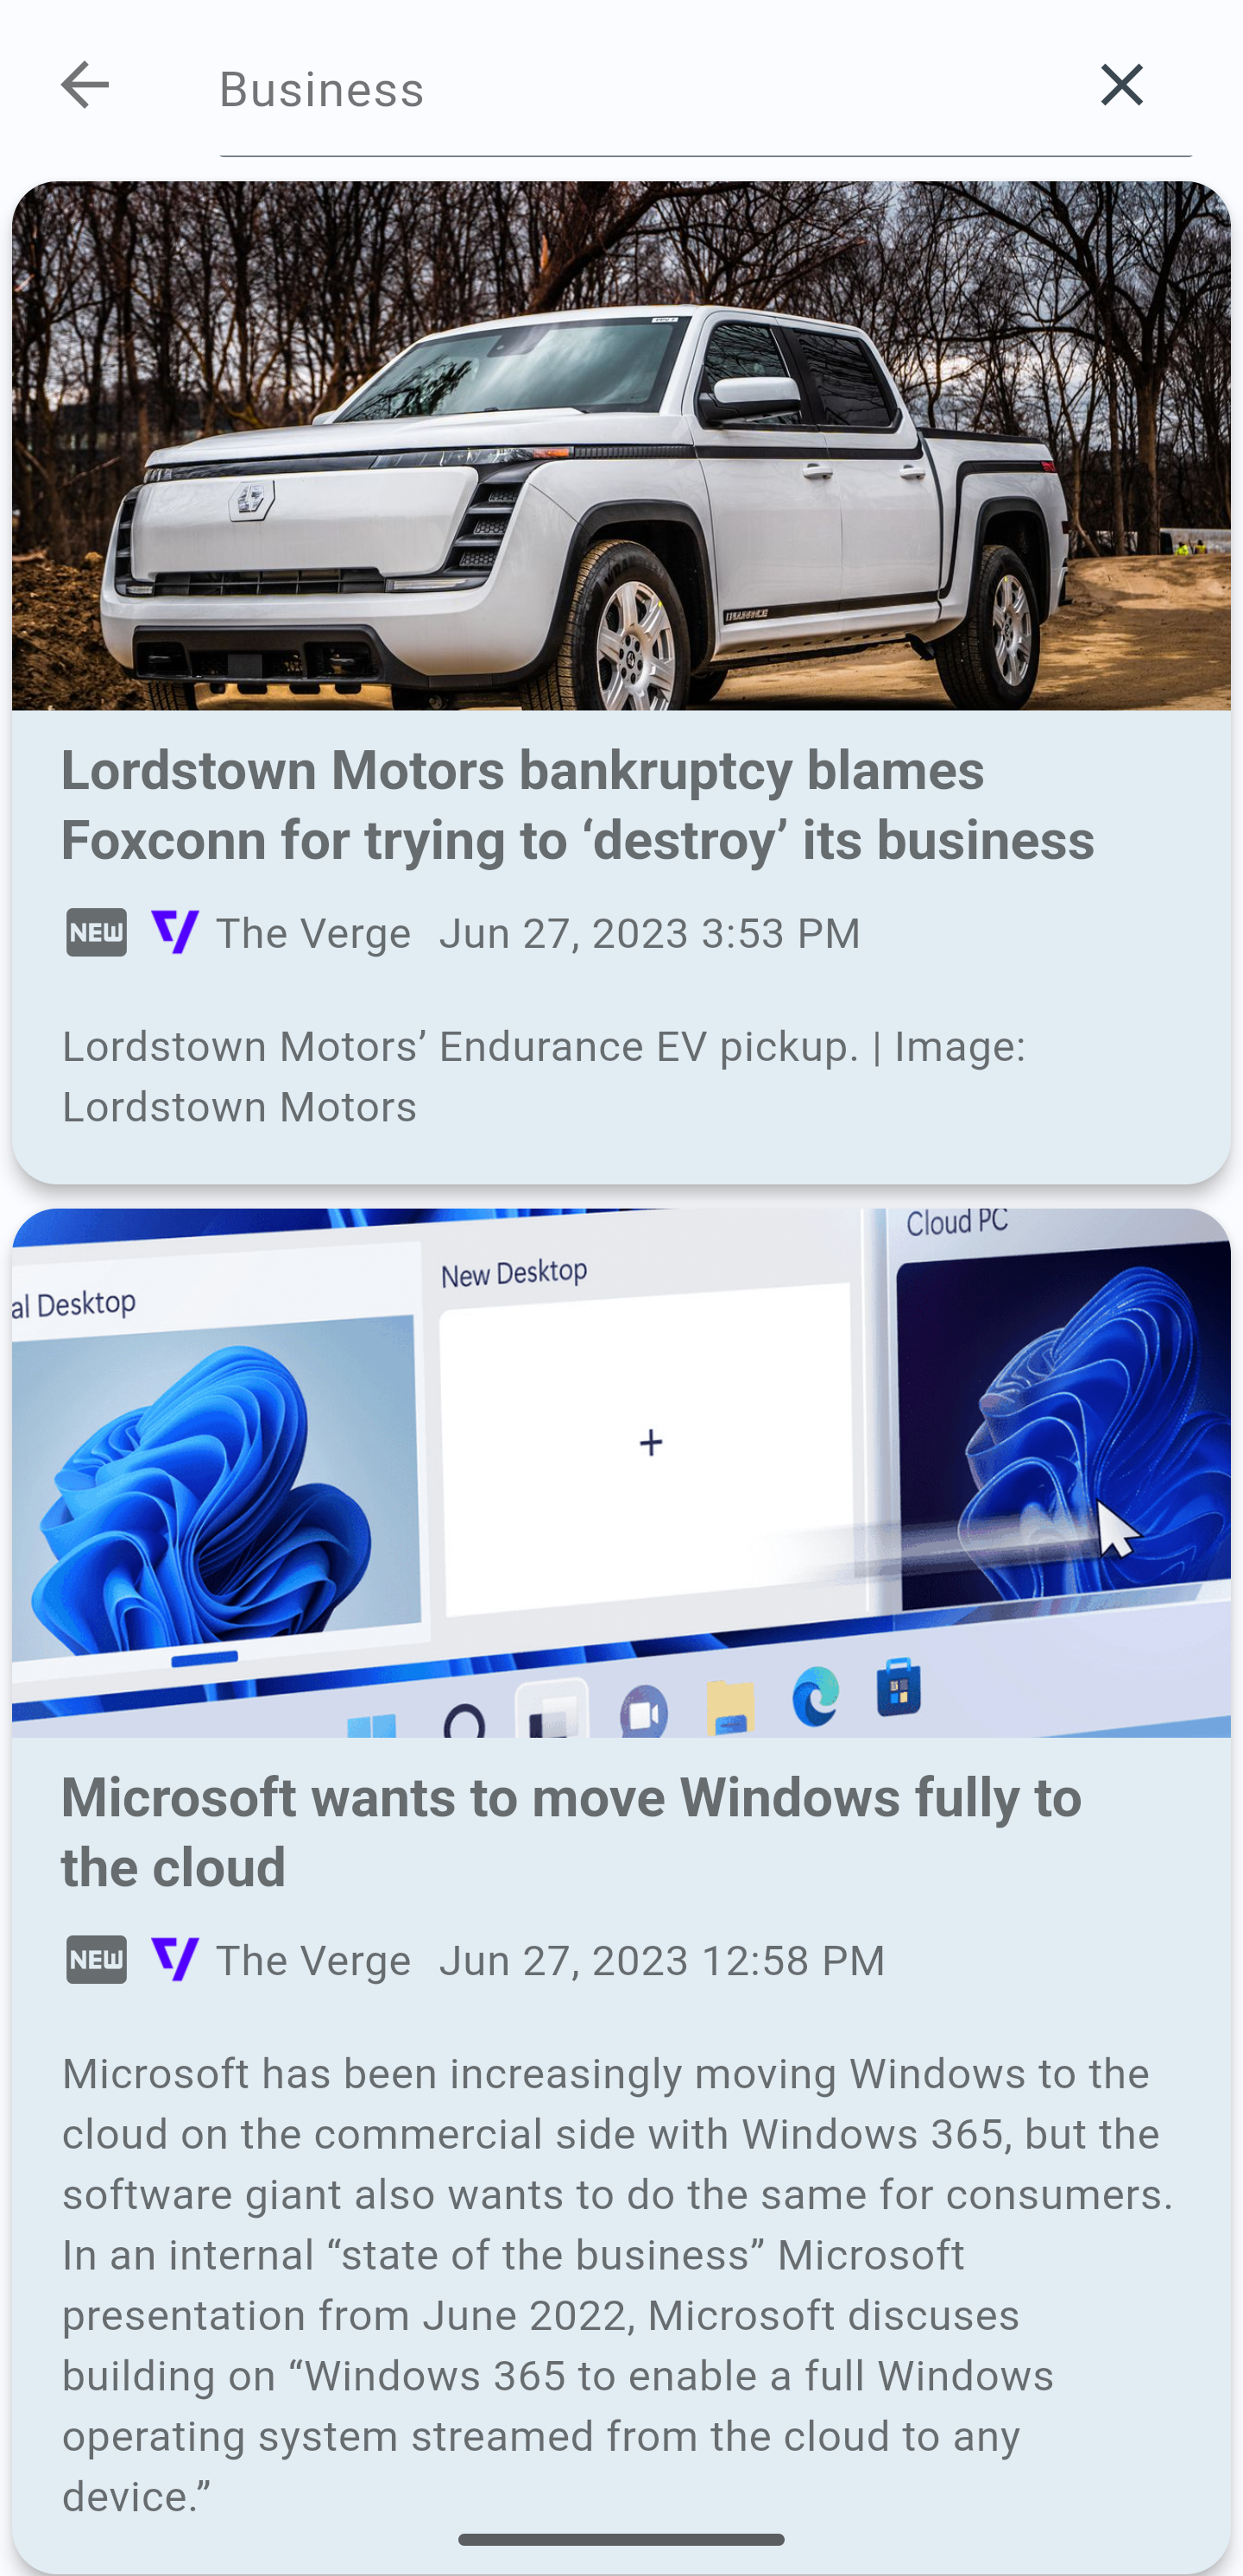 Business
Lordstown Motors bankruptcy blames
Foxconn for trying to ‘destroy’ its business
NEW The Verge Jun 27, 2023 3:53 PM
Lordstown Motors’ Endurance EV pickup. | Image:
Lordstown Motors
al Desktop
New Desktop
Cloud PC
Microsoft wants to move Windows fully to
the cloud
NEW The Verge Jun 27, 2023 12:58 PM
Microsoft has been increasingly moving Windows to the
cloud on the commercial side with Windows 365, but the
software giant also wants to do the same for consumers.
In an internal “state of the business” Microsoft
presentation from June 2022, Microsoft discuses
building on “Windows 365 to enable a full Windows
operating system streamed from the cloud to any
device.”